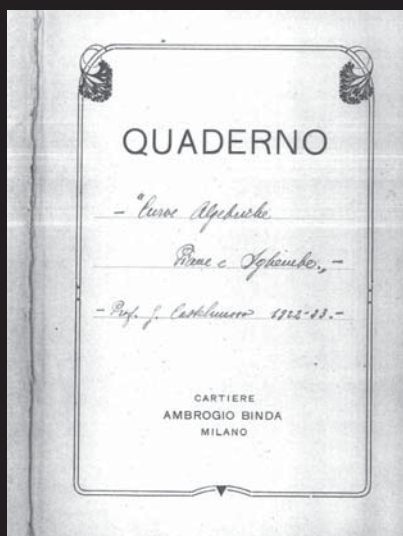 QUADERNO
- "Curve Algebriche
Piane e Sghembe„ -
- Prof. G. Castelnuovo 1922-23. -
CARTIERE
AMBROGIO BINDA
MILANO